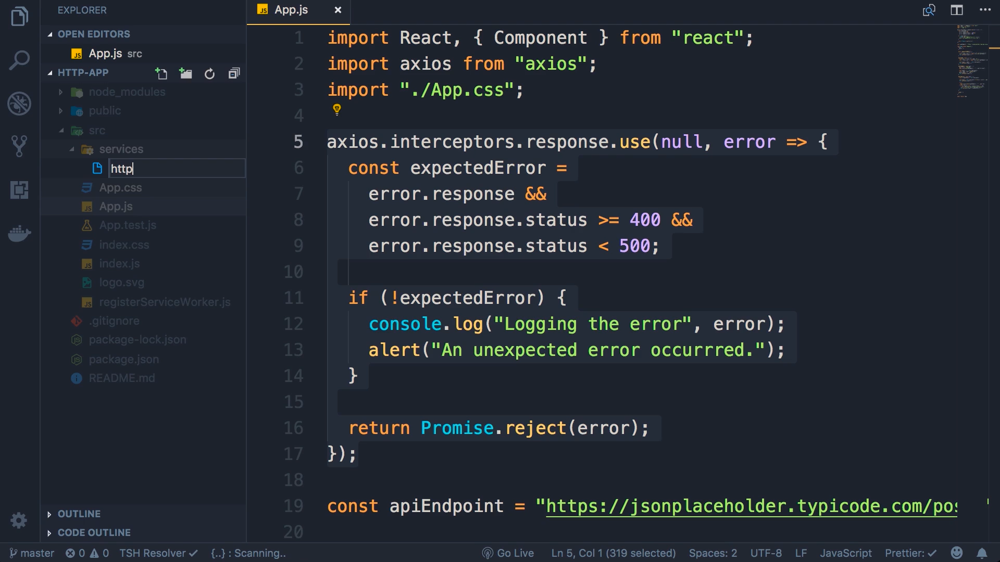 EXPLORER
OPEN EDITORS
JS App.js src
HTTP-APP
node_modules
public
src
services
http
App.css
JS App.js
App.test.js
index.css
JS index.js
logo.svg
JS registerServiceWorker.js
.gitignore
package-lock.json
package.json
README.md
OUTLINE
CODE OUTLINE
JS App.js ×
1 import React, { Component } from "react";
2 import axios from "axios";
3 import "./App.css";
4
5 axios.interceptors.response.use(null, error => {
6 const expectedError =
7 error.response &&
8 error.response.status >= 400 &&
9 error.response.status < 500;
10
11 if (!expectedError) {
12 console.log("Logging the error", error);
13 alert("An unexpected error occurrred.");
14 }
15
16 return Promise.reject(error);
17 });
18
19 const apiEndpoint = "https://jsonplaceholder.typicode.com/pos
20
master 0 0 TSH Resolver ✓ {..} : Scanning.. Go Live Ln 5, Col 1 (319 selected) Spaces: 2 UTF-8 LF JavaScript Prettier: ✓